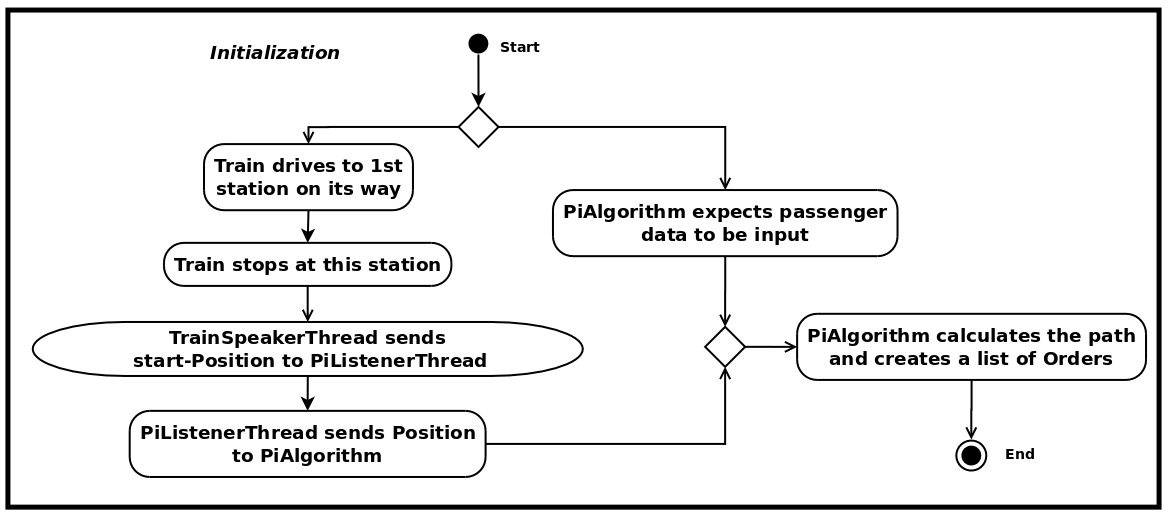 Initialization
Start
Train drives to 1st
station on its way
Train stops at this station
TrainSpeakerThread sends
start-Position to PiListenerThread
PiListenerThread sends Position
to PiAlgorithm
PiAlgorithm expects passenger
data to be input
PiAlgorithm calculates the path
and creates a list of Orders
End